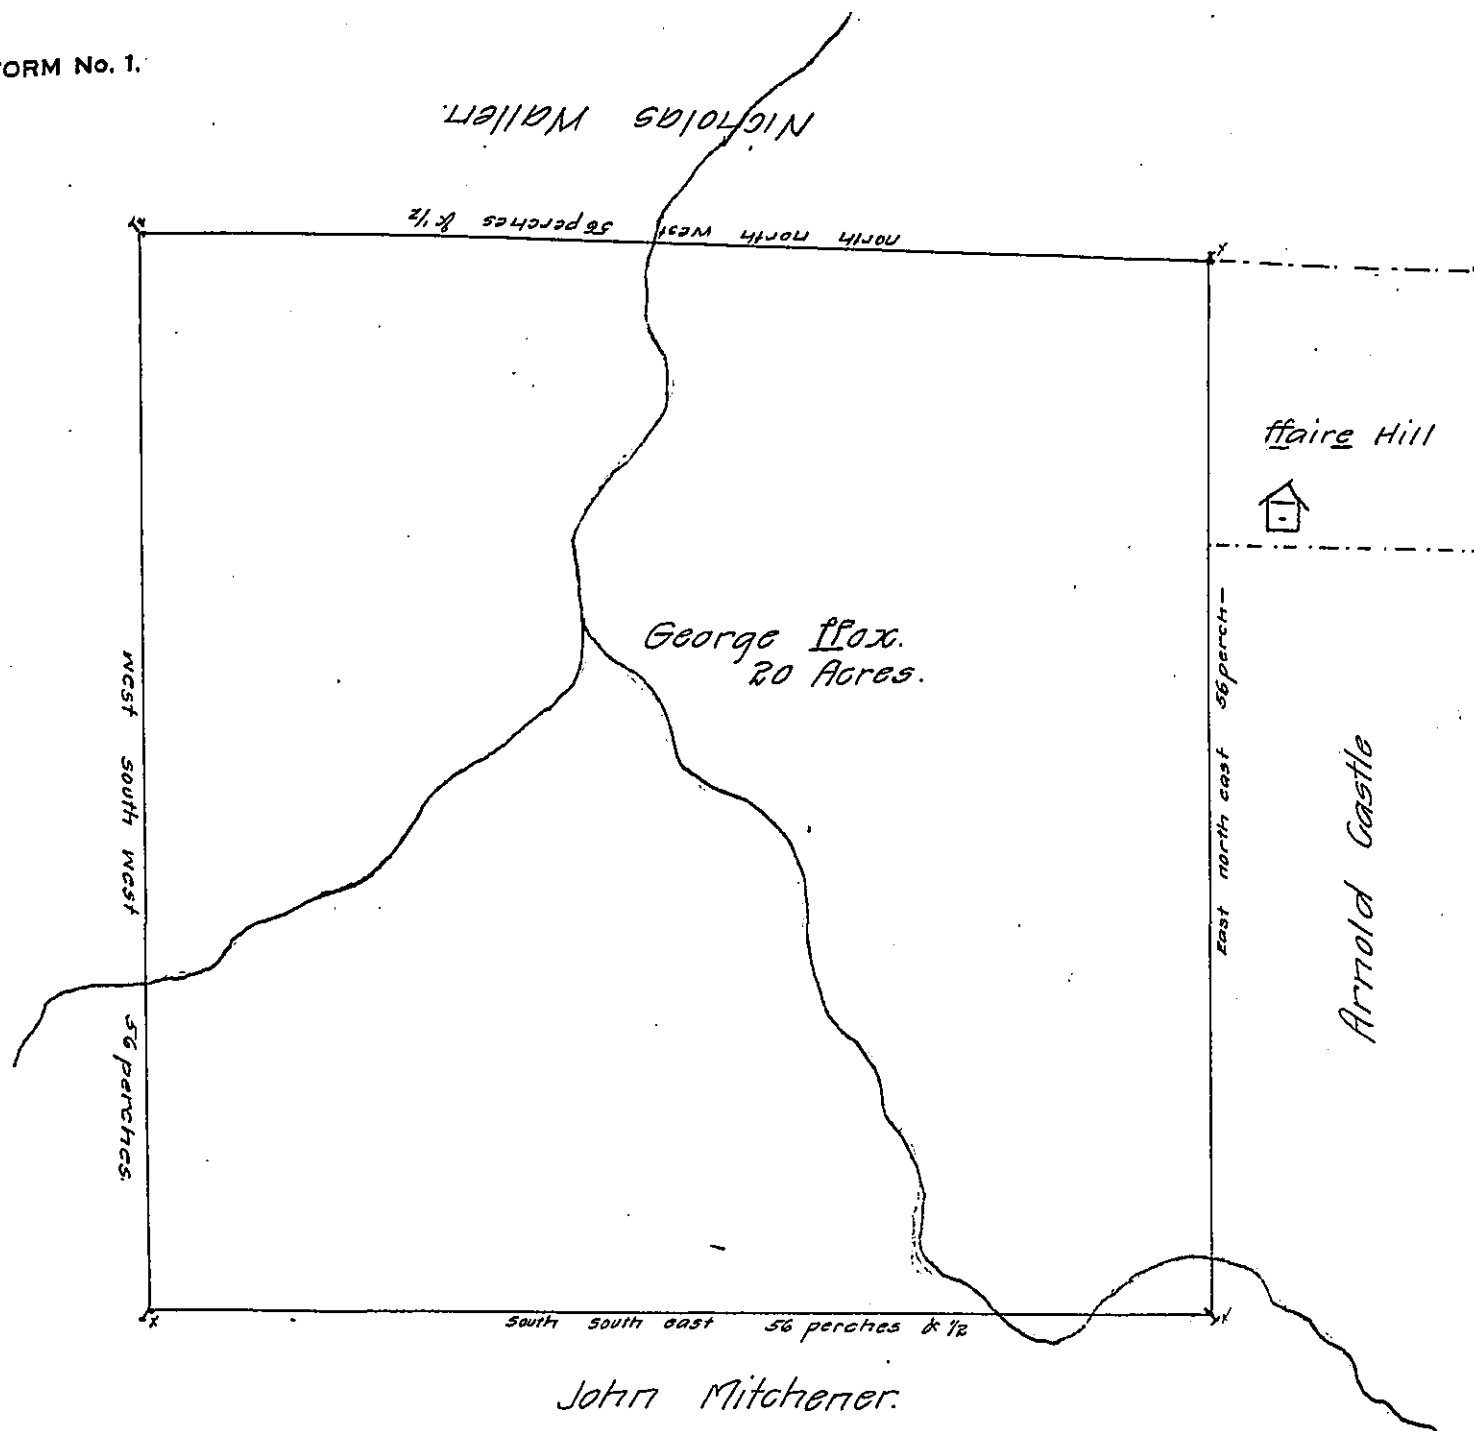 FORM No. 1.
Nicholas Wallen.
north north west 56 perches & 1/2
ffaire Hill
George ffox.
20 Acres.
East north east 56 perch—
Arnold Castle
West South West 56 perches.
South South east 56 perches & 1/2
John Mitchener.